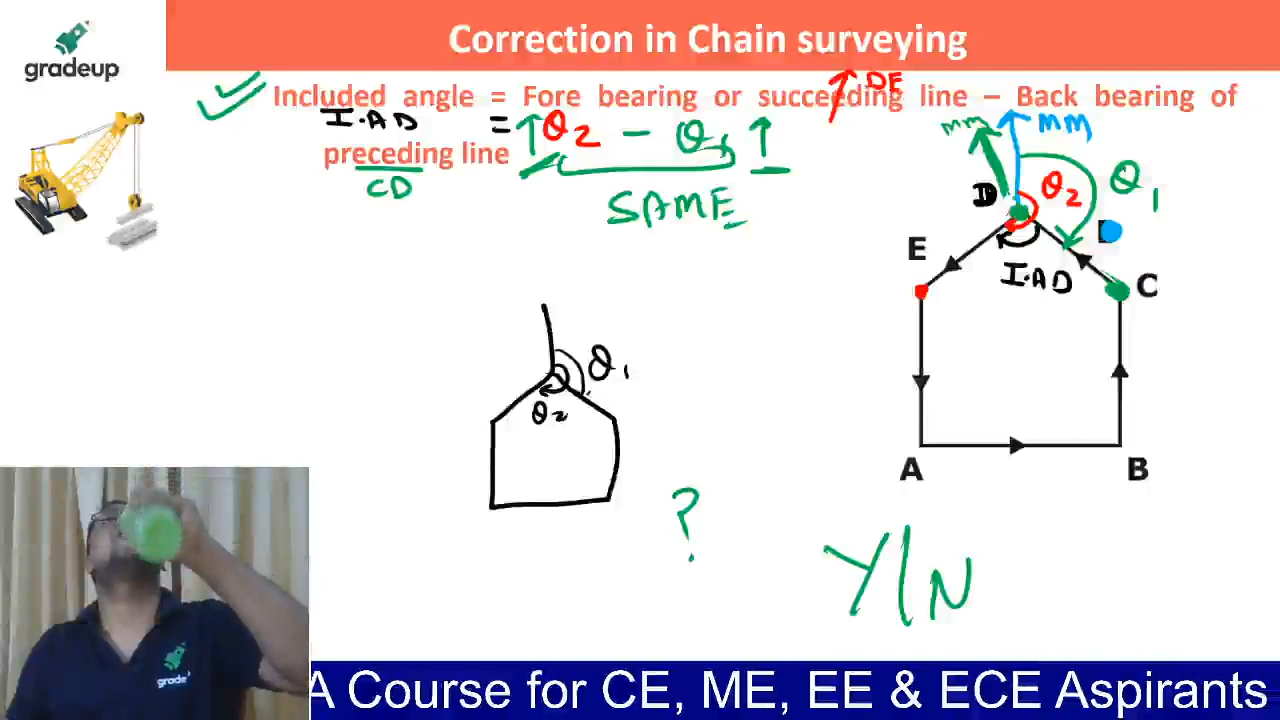 Correction in Chain surveying
gradeup
Included angle = Fore bearing or succeeding line – Back bearing of
preceding line
DE
I.AD = θ2 - θ1
CD
SAME
MM
MM
D
θ2
θ1
E
I.AD
C
θ1
θ2
A
B
?
Y/N
grade
A Course for CE, ME, EE & ECE Aspirants